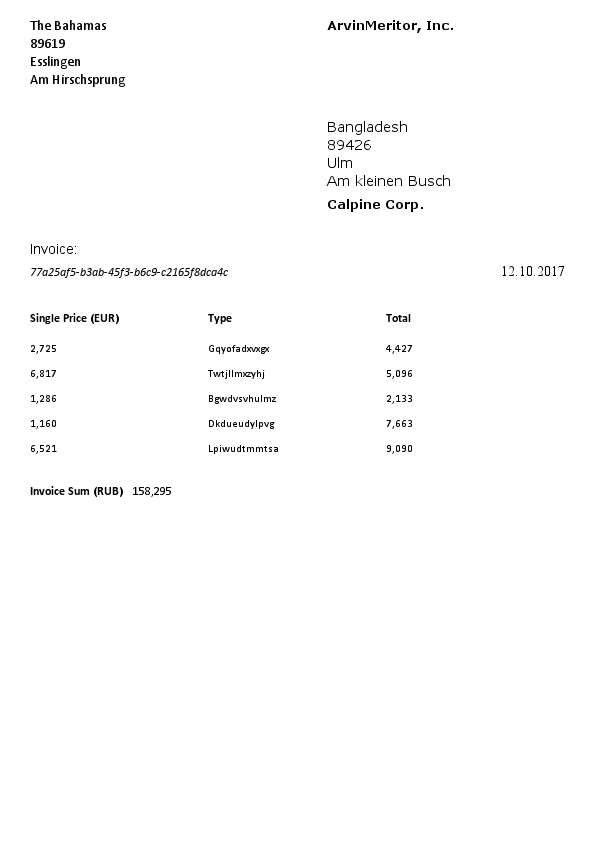 The Bahamas
89619
Esslingen
Am Hirschsprung
ArvinMeritor, Inc.
Bangladesh
89426
Ulm
Am kleinen Busch
Calpine Corp.
Invoice:
77a25af5-b3ab-45f3-b6c9-c2165f8dca4c 12.10.2017
Single Price (EUR) Type Total
2,725 Gqyofadxvxgx 4,427
6,817 Twtjllmxzyhj 5,096
1,286 Bgwdvsvhulmz 2,133
1,160 Dkdueudylpvg 7,663
6,521 Lpiwudtmmtsa 9,090
Invoice Sum (RUB) 158,295